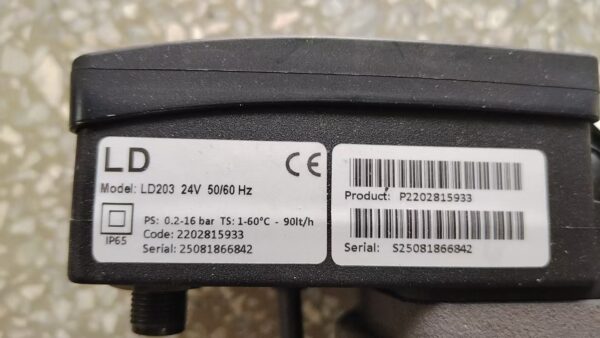 LD
CE
Model: LD203 24V 50/60 Hz
IP65
PS: 0.2-16 bar TS: 1-60°C - 90lt/h
Code: 2202815933
Serial: 25081866842
Product: P2202815933
Serial: S25081866842